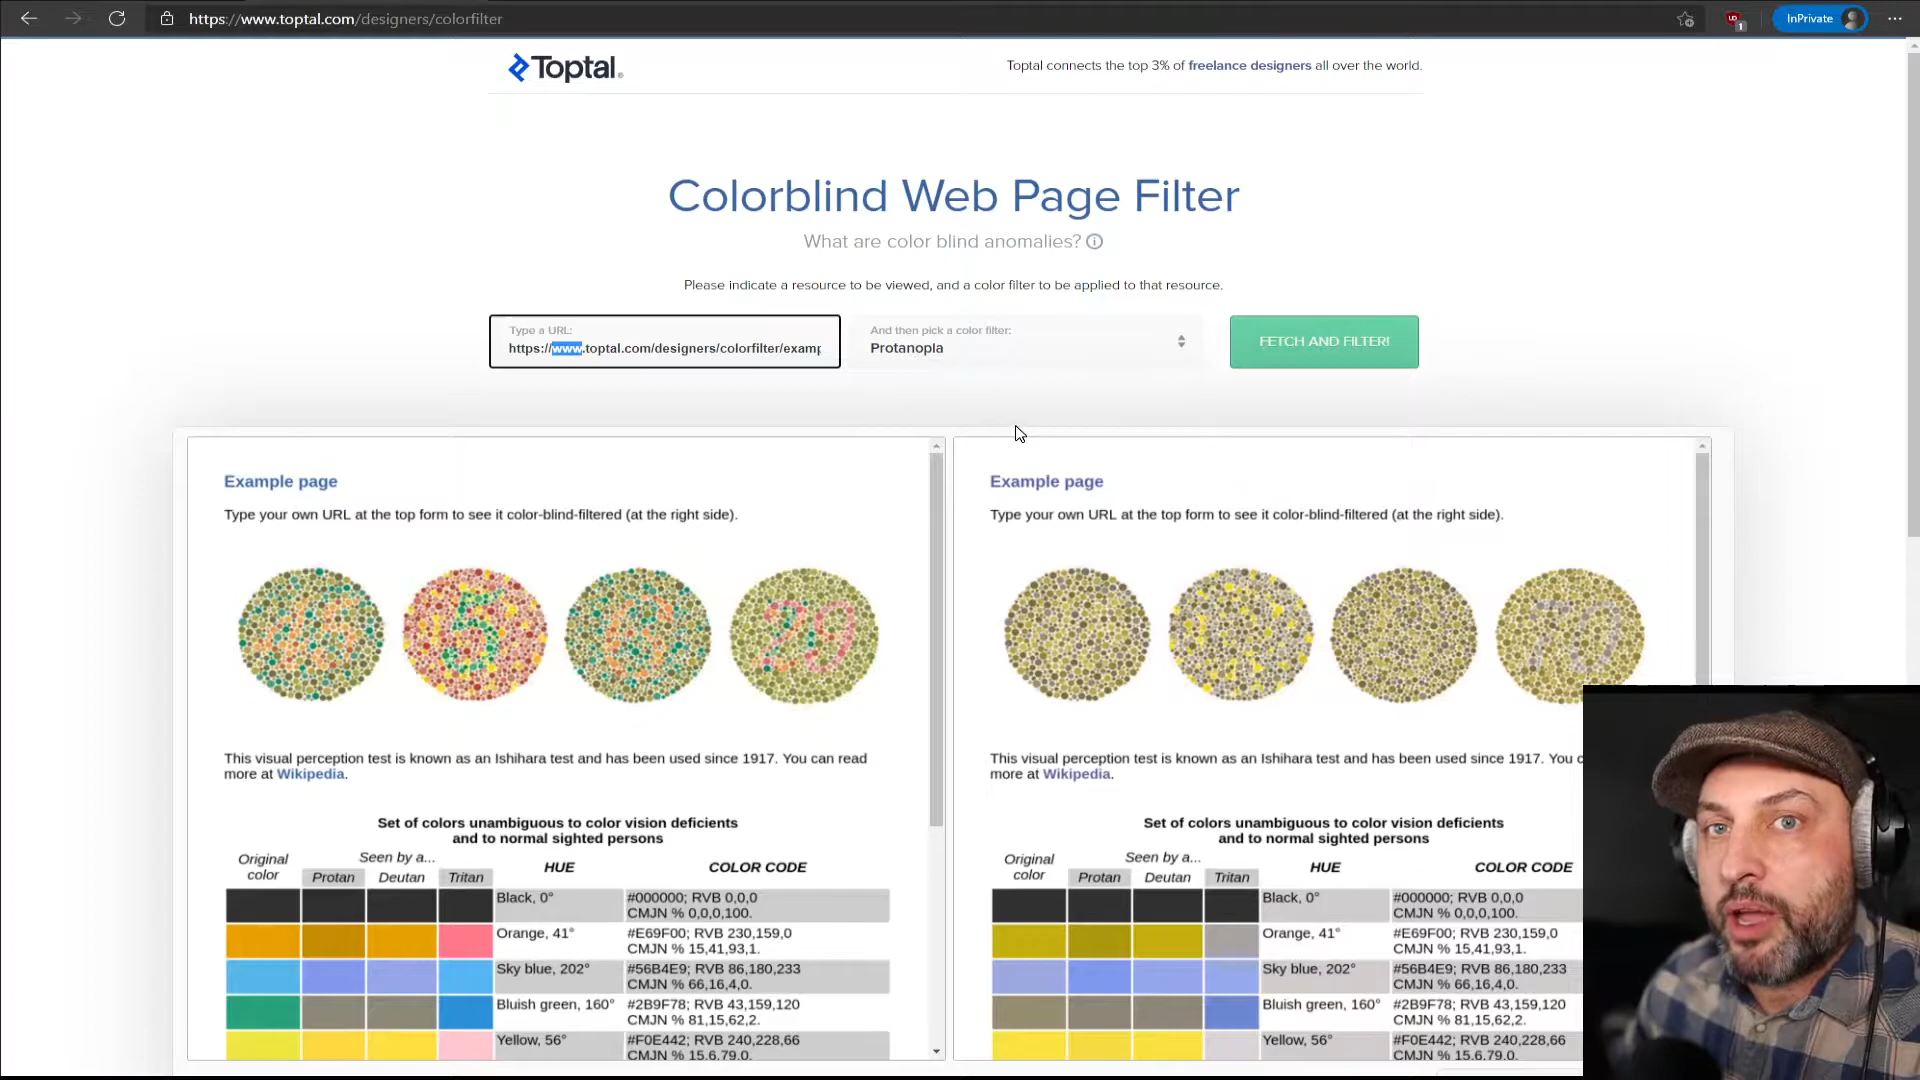 https://www.toptal.com/designers/colorfilter
InPrivate
Toptal
Toptal connects the top 3% of freelance designers all over the world.
Colorblind Web Page Filter
What are color blind anomalies?
Please indicate a resource to be viewed, and a color filter to be applied to that resource.
Type a URL:
https://www.toptal.com/designers/colorfilter/examp
And then pick a color filter:
Protanopia
FETCH AND FILTER!
Example page
Type your own URL at the top form to see it color-blind-filtered (at the right side).
45 5 6 29
This visual perception test is known as an Ishihara test and has been used since 1917. You can read
more at Wikipedia.
Set of colors unambiguous to color vision deficients
and to normal sighted persons
Original
color
Seen by a...
Protan Deutan Tritan
HUE
COLOR CODE
Black, 0°
#000000; RVB 0,0,0
CMJN % 0,0,0,100.
Orange, 41°
#E69F00; RVB 230,159,0
CMJN % 15,41,93,1.
Sky blue, 202°
#56B4E9; RVB 86,180,233
CMJN % 66,16,4,0.
Bluish green, 160°
#2B9F78; RVB 43,159,120
CMJN % 81,15,62,2.
Yellow, 56°
#F0E442; RVB 240,228,66
CMJN % 15,6,79,0.
Example page
Type your own URL at the top form to see it color-blind-filtered (at the right side).
70
This visual perception test is known as an Ishihara test and has been used since 1917. You c
more at Wikipedia.
Set of colors unambiguous to color vision deficients
and to normal sighted persons
Original
color
Seen by a...
Protan Deutan Tritan
HUE
COLOR CODE
Black, 0°
#000000; RVB 0,0,0
CMJN % 0,0,0,100.
Orange, 41°
#E69F00; RVB 230,159,0
CMJN % 15,41,93,1.
Sky blue, 202°
#56B4E9; RVB 86,180,233
CMJN % 66,16,4,0.
Bluish green, 160°
#2B9F78; RVB 43,159,120
CMJN % 81,15,62,2.
Yellow, 56°
#F0E442; RVB 240,228,66
CMJN % 15,6,79,0.